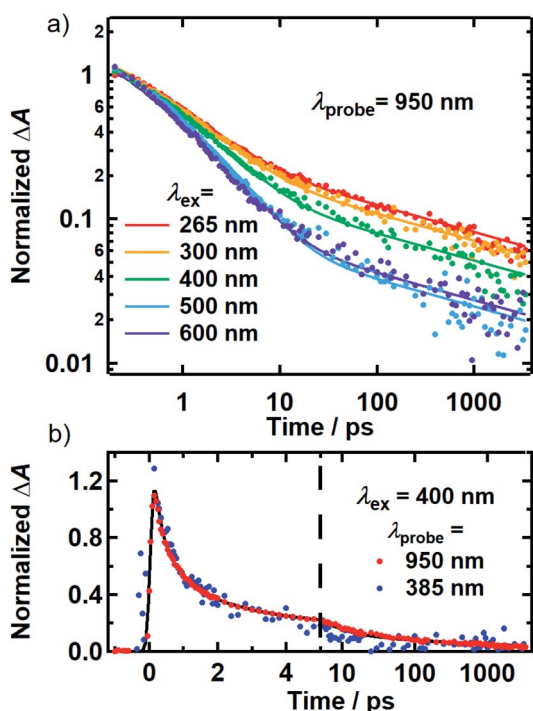 a)
2
1
6
4
2
0.1
6
4
2
0.01
Normalized ΔA
λprobe= 950 nm
λex=
265 nm
300 nm
400 nm
500 nm
600 nm
1 10 100 1000
Time / ps
b)
1.2
0.8
0.4
0.0
Normalized ΔA
λex = 400 nm
λprobe =
950 nm
385 nm
0 2 4 10 100 1000
Time / ps